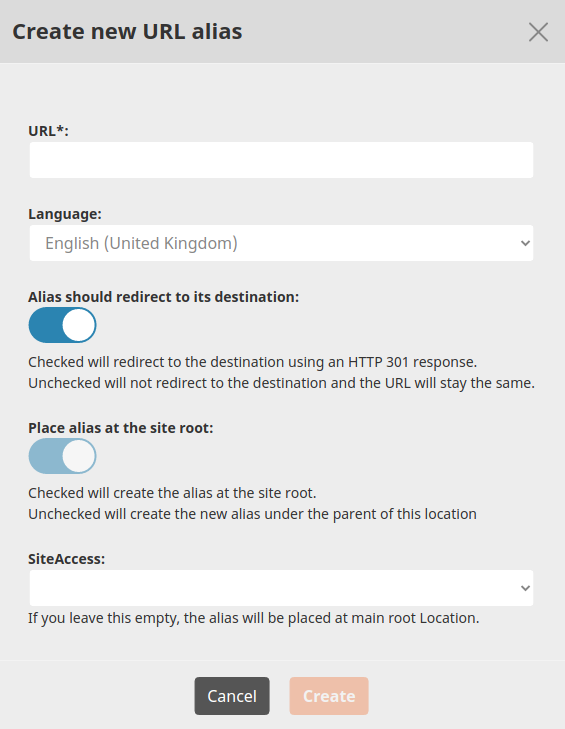 Create new URL alias
URL*:
Language:
English (United Kingdom)
Alias should redirect to its destination:
Checked will redirect to the destination using an HTTP 301 response.
Unchecked will not redirect to the destination and the URL will stay the same.
Place alias at the site root:
Checked will create the alias at the site root.
Unchecked will create the new alias under the parent of this location
SiteAccess:
If you leave this empty, the alias will be placed at main root Location.
Cancel
Create